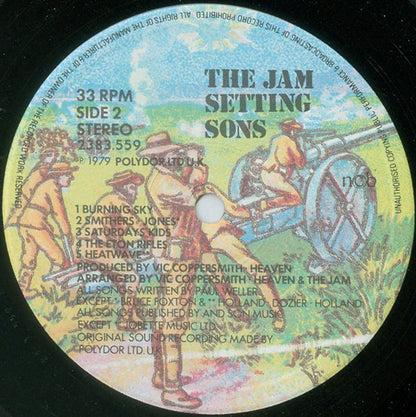 UNAUTHORISED COPYING PUBLIC PERFORMANCE & BROADCASTING OF THIS RECORD PROHIBITED. ALL RIGHTS OF THE MANUFACTURER & OF THE OWNER OF THE RECORDED WORK RESERVED
THE JAM
SETTING
SONS
33 RPM
SIDE 2
STEREO
2383.559
℗ 1979 POLYDOR LTD U.K.
ncb
1 BURNING SKY
2 SMITHERS - JONES*
3 SATURDAYS KIDS
4 THE ETON RIFLES
5 HEATWAVE**
PRODUCED BY VIC.COPPERSMITH - HEAVEN
ARRANGED BY VIC COPPERSMITH - HEAVEN & THE JAM
ALL SONGS WRITTEN BY PAUL WELLER
EXCEPT * BRUCE FOXTON & ** HOLLAND · DOZIER · HOLLAND
ALL SONGS PUBLISHED BY AND SON MUSIC
EXCEPT ** JOBETTE MUSIC LTD.
ORIGINAL SOUND RECORDING MADE BY
POLYDOR LTD. U.K.